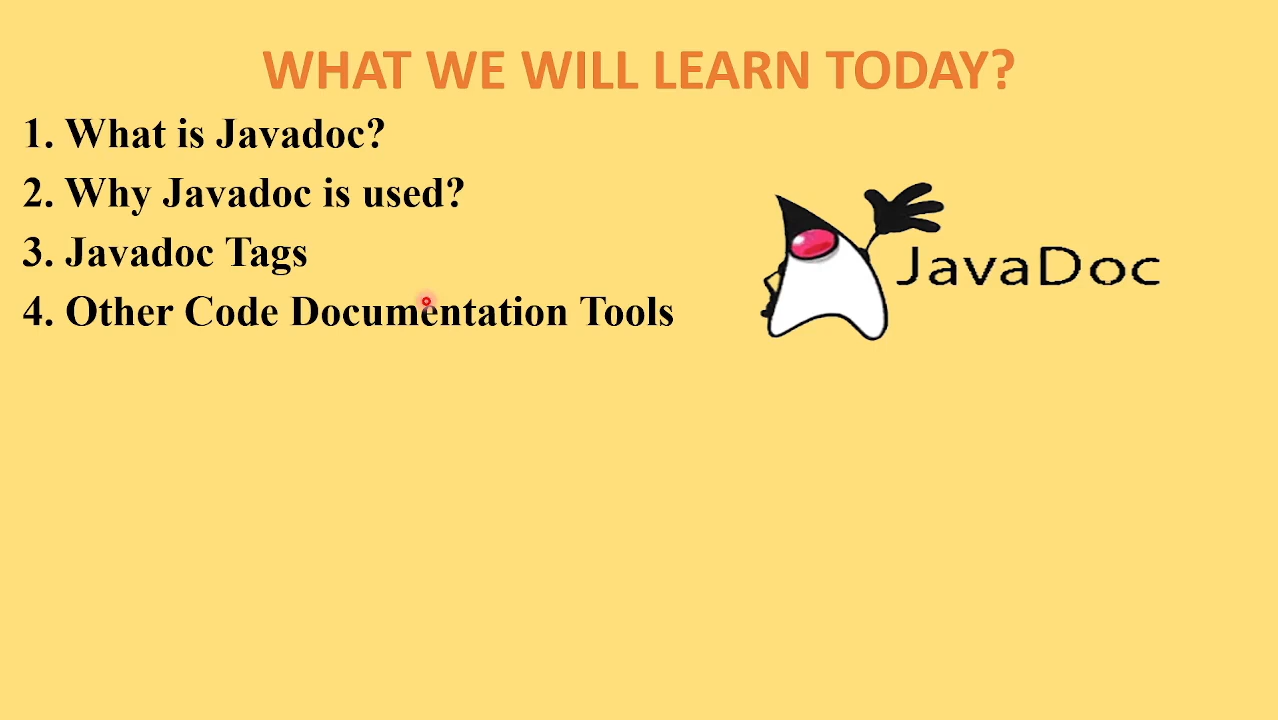 WHAT WE WILL LEARN TODAY?
1. What is Javadoc?
2. Why Javadoc is used?
3. Javadoc Tags
4. Other Code Documentation Tools
JavaDoc